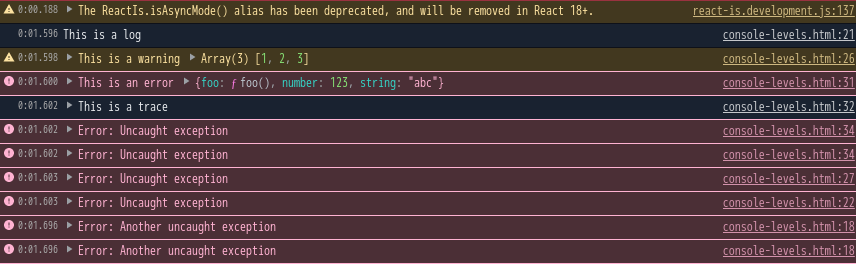 0:00.188 The ReactIs.isAsyncMode() alias has been deprecated, and will be removed in React 18+. react-is.development.js:137
0:01.596 This is a log console-levels.html:21
0:01.598 This is a warning Array(3) [1, 2, 3] console-levels.html:26
0:01.600 This is an error {foo: ƒ foo(), number: 123, string: "abc"} console-levels.html:31
0:01.602 This is a trace console-levels.html:32
0:01.602 Error: Uncaught exception console-levels.html:34
0:01.602 Error: Uncaught exception console-levels.html:34
0:01.603 Error: Uncaught exception console-levels.html:27
0:01.603 Error: Uncaught exception console-levels.html:22
0:01.696 Error: Another uncaught exception console-levels.html:18
0:01.696 Error: Another uncaught exception console-levels.html:18